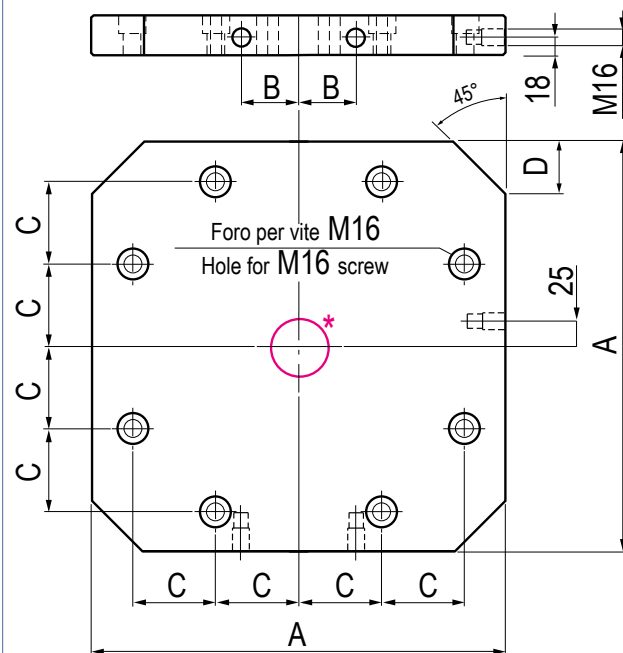 B B
18
M16
45°
D
C
Foro per vite M16
Hole for M16 screw
C
25
*
A
C
C
C C C C
A